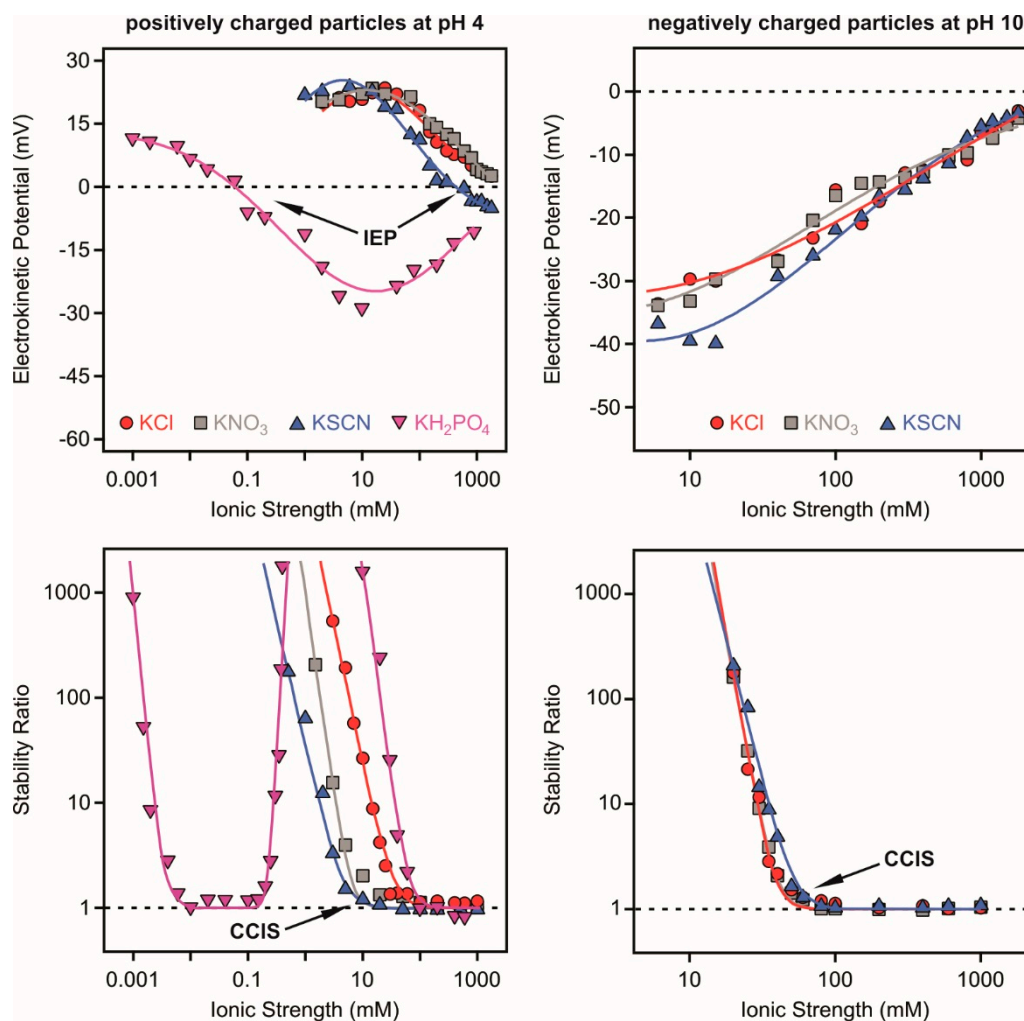 positively charged particles at pH 4
negatively charged particles at pH 10
Electrokinetic Potential (mV)
30
15
0
-15
-30
-45
-60
IEP
KCl KNO₃ KSCN KH₂PO₄
0.001 0.1 10 1000
Ionic Strength (mM)
Electrokinetic Potential (mV)
0
-10
-20
-30
-40
-50
KCl KNO₃ KSCN
10 100 1000
Ionic Strength (mM)
Stability Ratio
1000
100
10
1
CCIS
0.001 0.1 10 1000
Ionic Strength (mM)
Stability Ratio
1000
100
10
1
CCIS
10 100 1000
Ionic Strength (mM)